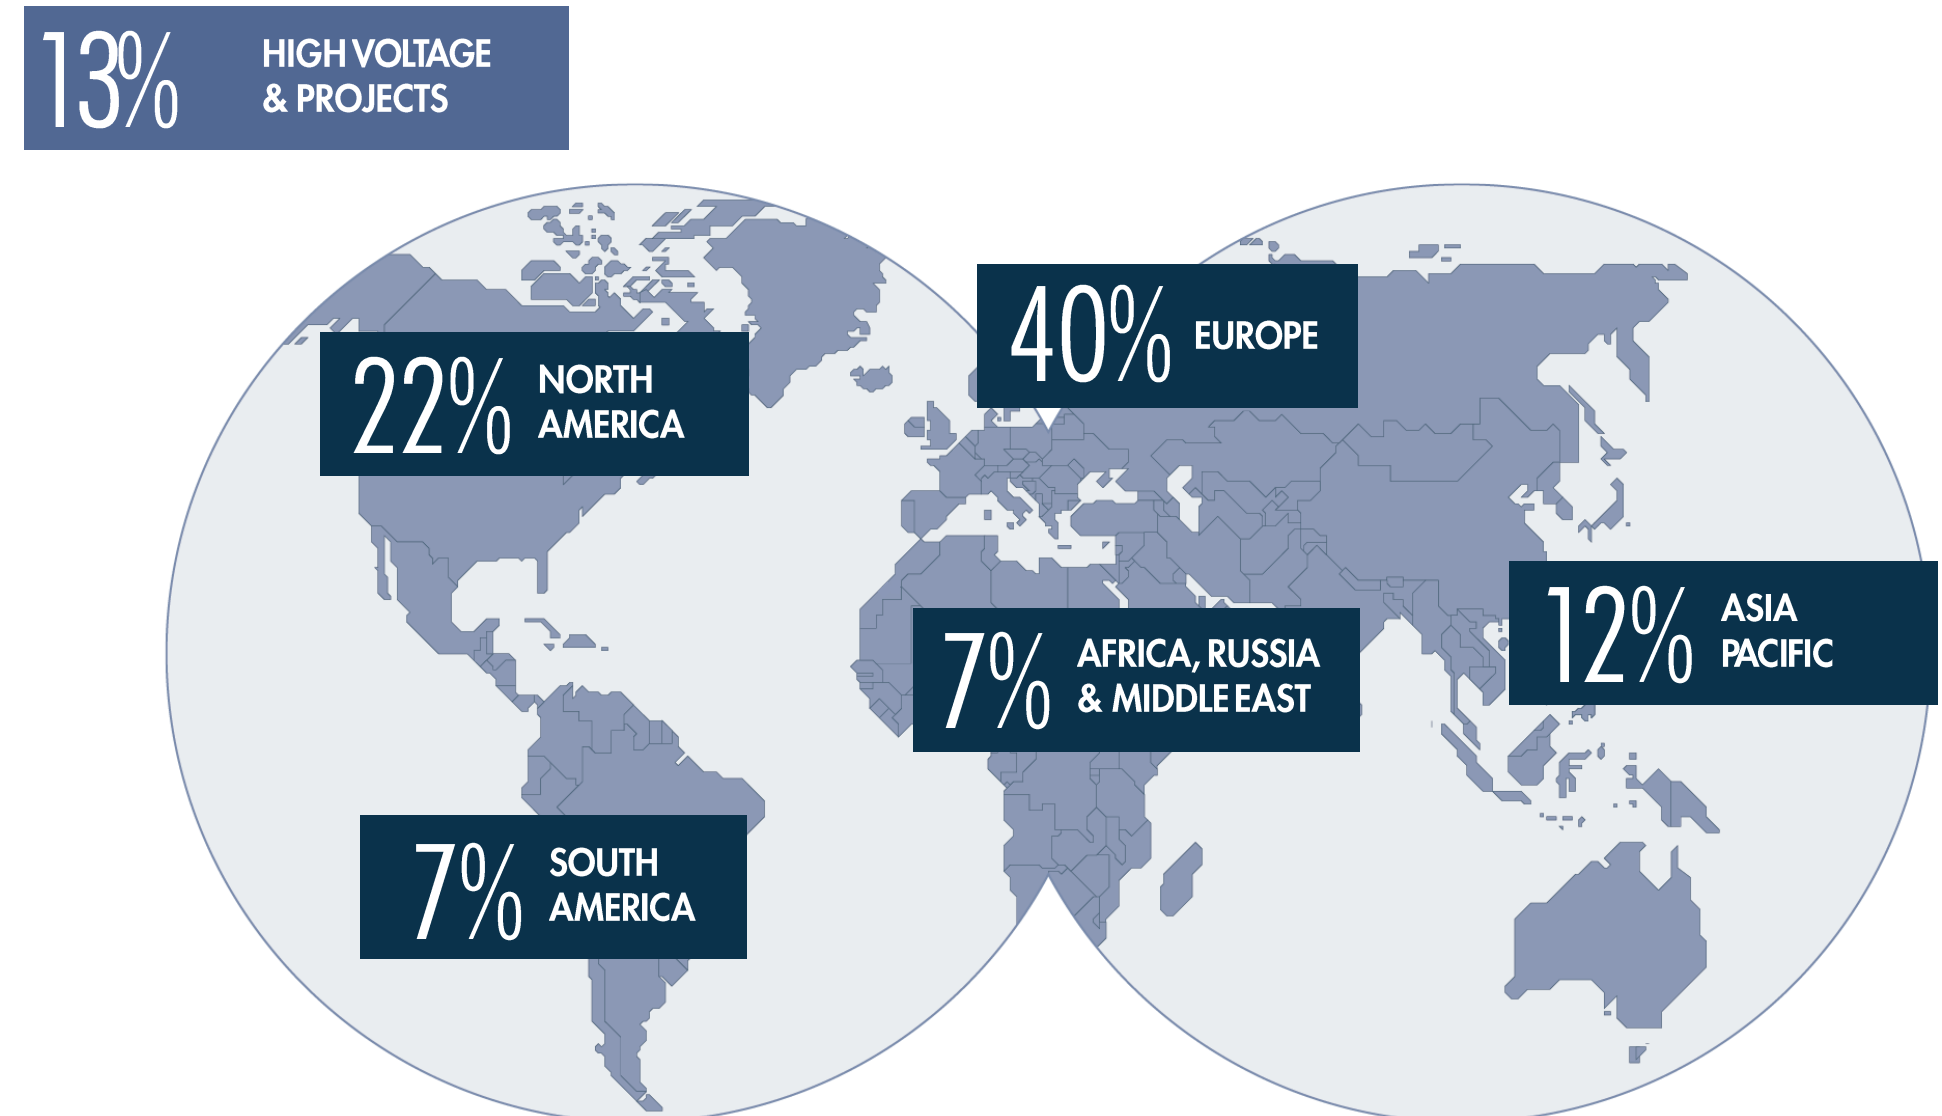 13% HIGH VOLTAGE
& PROJECTS
40% EUROPE
22% NORTH
AMERICA
12% ASIA
PACIFIC
7% AFRICA, RUSSIA
& MIDDLE EAST
7% SOUTH
AMERICA